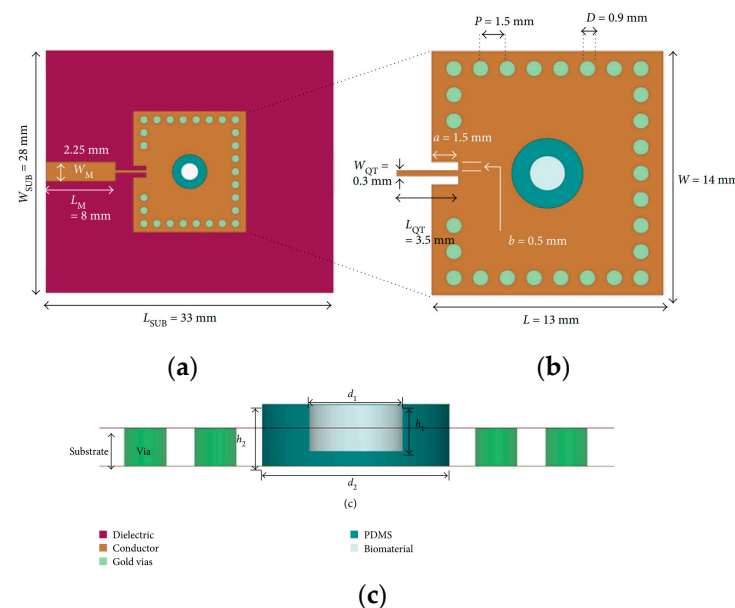 P = 1.5 mm
D = 0.9 mm
2.25 mm
W_M
L_M
= 8 mm
W_SUB = 28 mm
L_SUB = 33 mm
a = 1.5 mm
W_QT =
0.3 mm
L_QT
= 3.5 mm
b = 0.5 mm
W = 14 mm
L = 13 mm
(a)
(b)
d_1
h_2
h_1
Substrate
Via
d_2
(c)
Dielectric
Conductor
Gold vias
PDMS
Biomaterial
(c)